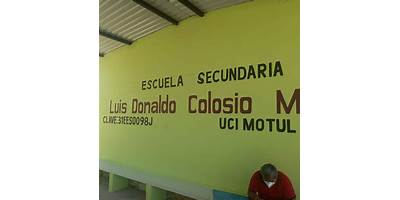 ESCUELA SECUNDARIA
Luis Donaldo Colosio M
CLAVE:31EES0098J UCI MOTUL